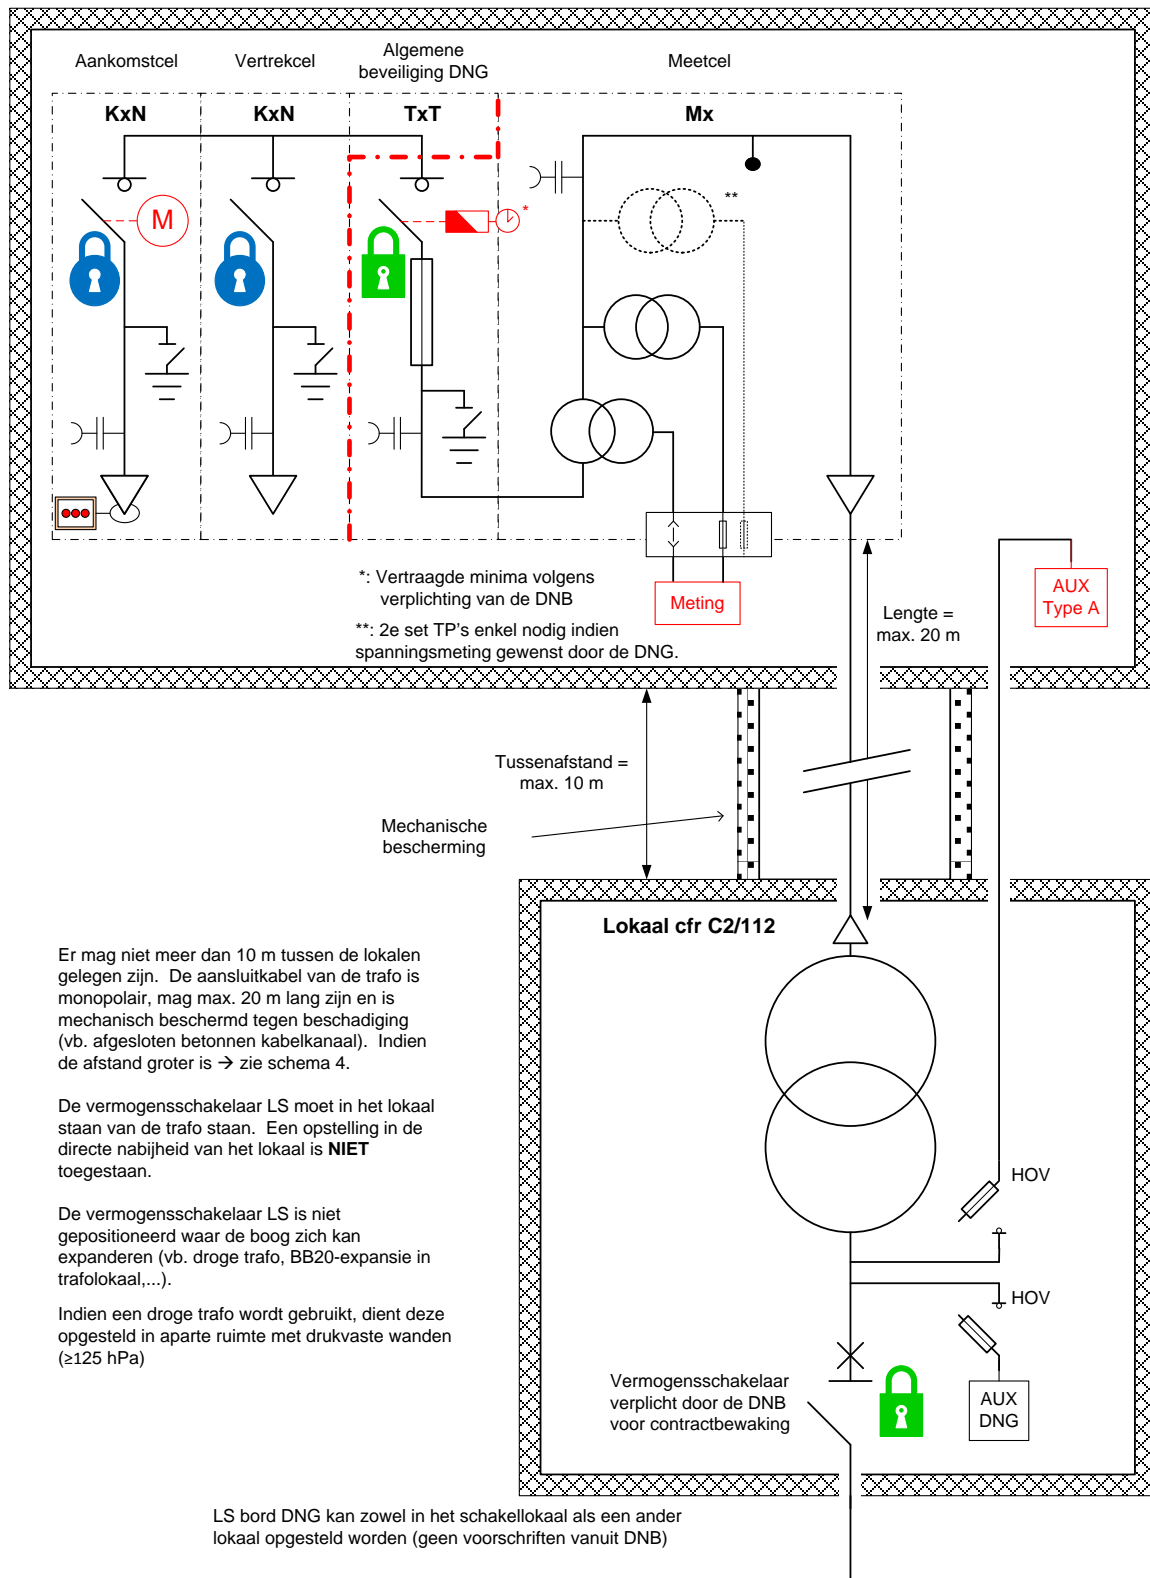 Aankomstcel
Vertrekcel
Algemene
beveiliging DNG
Meetcel
KxN
KxN
TxT
Mx
M
*
**
*: Vertraagde minima volgens
verplichting van de DNB
**: 2e set TP's enkel nodig indien
spanningsmeting gewenst door de DNG.
Meting
Lengte =
max. 20 m
AUX
Type A
Tussenafstand =
max. 10 m
Mechanische
bescherming
Lokaal cfr C2/112
Er mag niet meer dan 10 m tussen de lokalen
gelegen zijn. De aansluitkabel van de trafo is
monopolair, mag max. 20 m lang zijn en is
mechanisch beschermd tegen beschadiging
(vb. afgesloten betonnen kabelkanaal). Indien
de afstand groter is → zie schema 4.
De vermogensschakelaar LS moet in het lokaal
staan van de trafo staan. Een opstelling in de
directe nabijheid van het lokaal is NIET
toegestaan.
De vermogensschakelaar LS is niet
gepositioneerd waar de boog zich kan
expanderen (vb. droge trafo, BB20-expansie in
trafolokaal,...).
Indien een droge trafo wordt gebruikt, dient deze
opgesteld in aparte ruimte met drukvaste wanden
(≥125 hPa)
HOV
HOV
Vermogensschakelaar
verplicht door de DNB
voor contractbewaking
AUX
DNG
LS bord DNG kan zowel in het schakellokaal als een ander
lokaal opgesteld worden (geen voorschriften vanuit DNB)